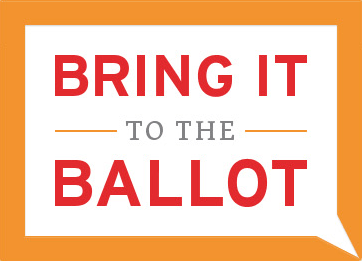 BRING IT
TO THE
BALLOT